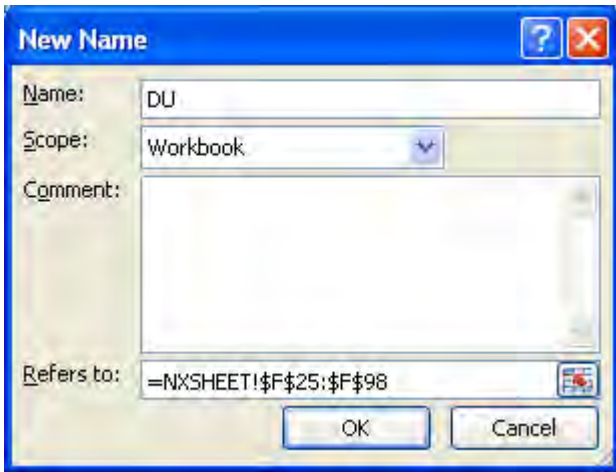 New Name
Name: DU
Scope: Workbook
Comment:
Refers to: =NXSHEET!$F$25:$F$98
OK Cancel